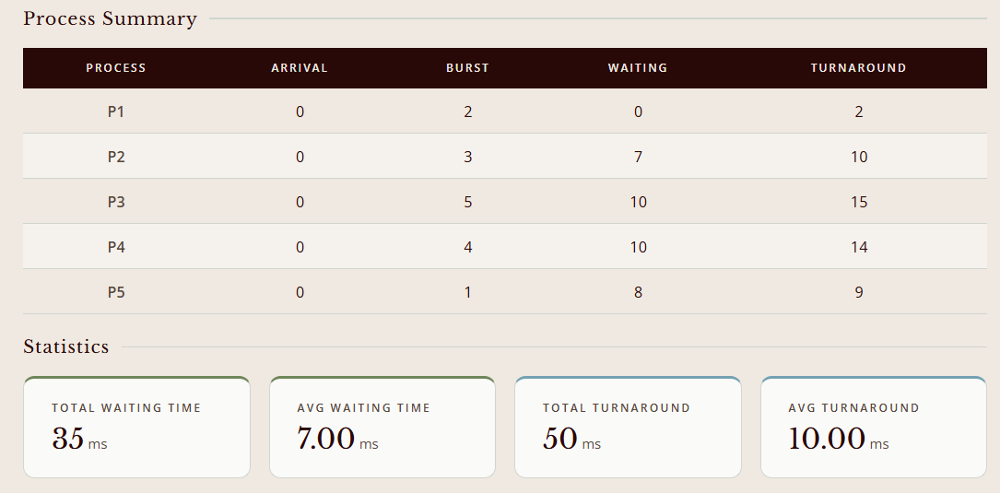 Process Summary
PROCESS ARRIVAL BURST WAITING TURNAROUND
P1 0 2 0 2
P2 0 3 7 10
P3 0 5 10 15
P4 0 4 10 14
P5 0 1 8 9
Statistics
TOTAL WAITING TIME AVG WAITING TIME TOTAL TURNAROUND AVG TURNAROUND
35 ms 7.00 ms 50 ms 10.00 ms